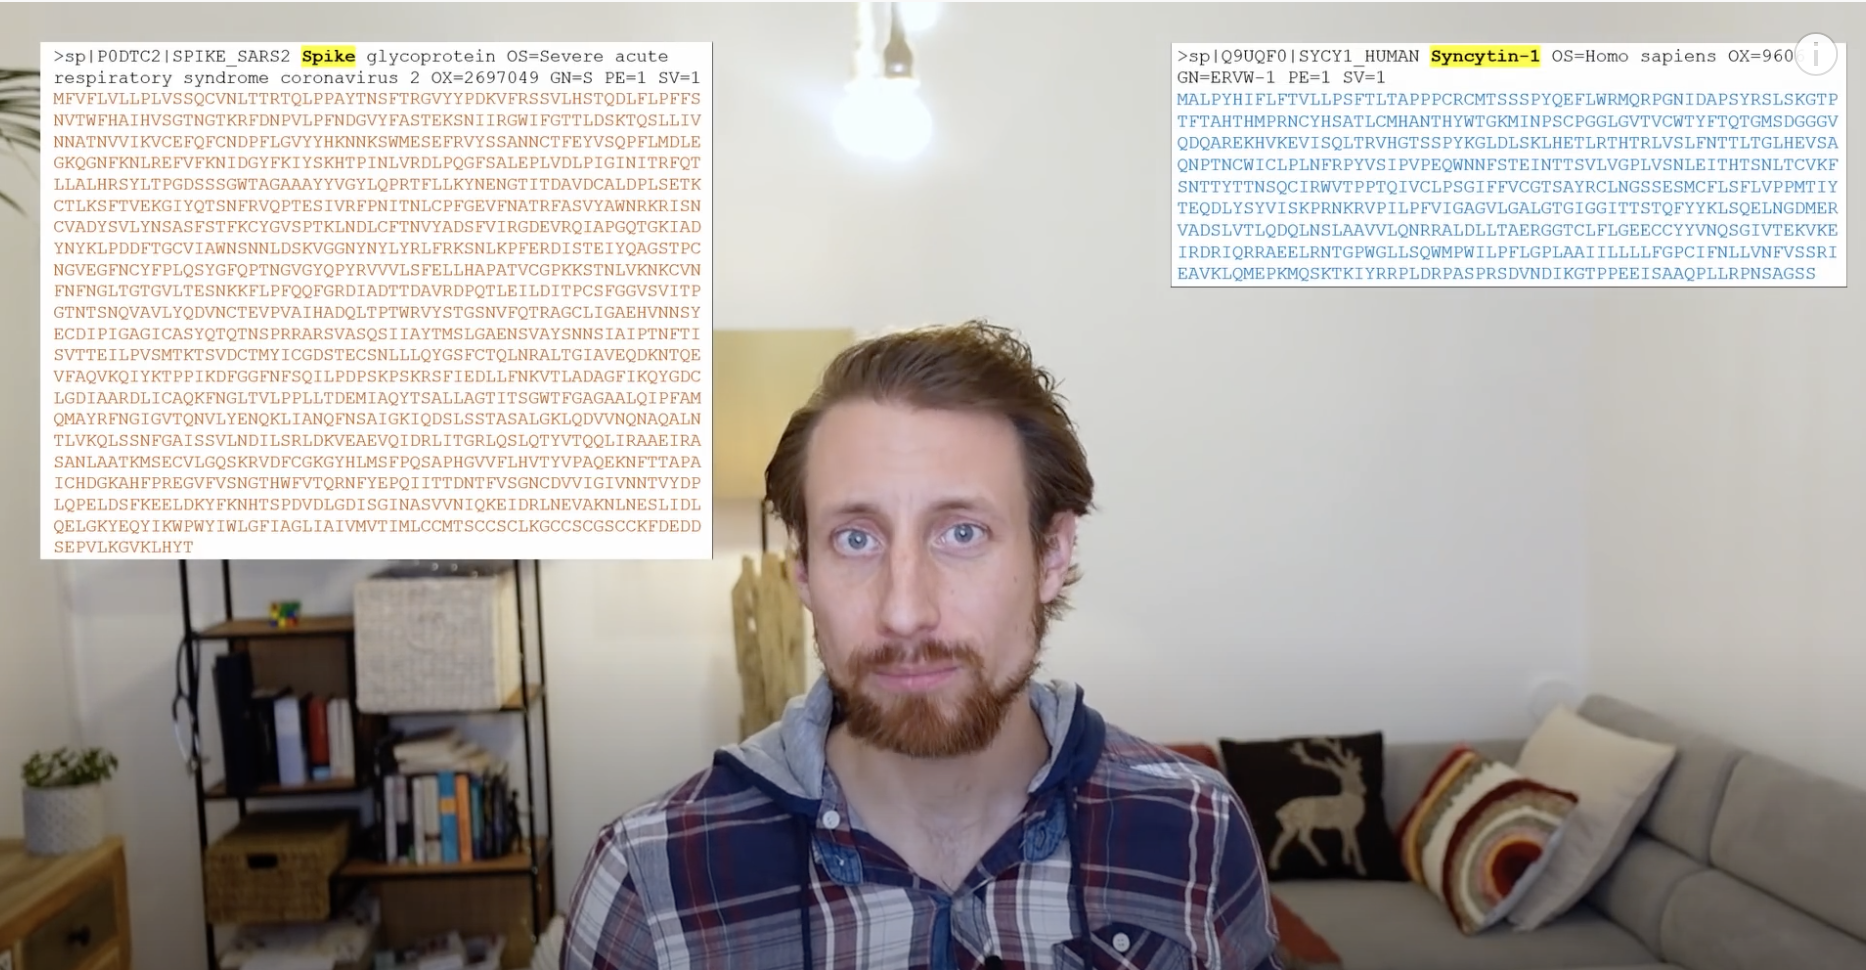 >sp|P0DTC2|SPIKE_SARS2 Spike glycoprotein OS=Severe acute
respiratory syndrome coronavirus 2 OX=2697049 GN=S PE=1 SV=1
MFVFLVLLPLVSSQCVNLTTRTQLPPAYTNSFTRGVYYPDKVFRSSVLHSTQDLFLPFFS
NVTWFHAIHVSGTNGTKRFDNPVLPFNDGVYFASTEKSNIIRGWIFGTTLDSKTQSLLIV
NNATNVVIKVCEFQFCNDPFLGVYYHKNNKSWMESEFRVYSSANNCTFEYVSQPFLMDLE
GKQGNFKNLREFVFKNIDGYFKIYSKHTPINLVRDLPQGFSALEPLVDLPIGINITRFQT
LLALHRSYLTPGDSSSGWTAGAAAYYVGYLQPRTFLLKYNENGTITDAVDCALDPLSETK
CTLKSFTVEKGIYQTSNFRVQPTESIVRFPNITNLCPFGEVFNATRFASVYAWNRKRISN
CVADYSVLYNSASFSTFKCYGVSPTKLNDLCFTNVYADSFVIRGDEVRQIAPGQTGKIAD
YNYKLPDDFTGCVIAWNSNNLDSKVGGNYNYLYRLFRKSNLKPFERDISTEIYQAGSTPC
NGVEGFNCYFPLQSYGFQPTNGVGYQPYRVVVLSFELLHAPATVCGPKKSTNLVKNKCVN
FNFNGLTGTGVLTESNKKFLPFQQFGRDIADTTDAVRDPQTLEILDITPCSFGGVSVITP
GTNTSNQVAVLYQDVNCTEVPVAIHADQLTPTWRVYSTGSNVFQTRAGCLIGAEHVNNSY
ECDIPIGAGICASYQTQTNSPRRARSVASQSIIAYTMSLGAENSVAYSNNSIAIPTNFTI
SVTTEILPVSMTKTSVDCTMYICGDSTECSNLLLQYGSFCTQLNRALTGIAVEQDKNTQE
VFAQVKQIYKTPPIKDFGGFNFSQILPDPSKPSKRSFIEDLLFNKVTLADAGFIKQYGDC
LGDIAARDLICAQKFNGLTVLPPLLTDEMIAQYTSALLAGTITSGWTFGAGAALQIPFAM
QMAYRFNGIGVTQNVLYENQKLIANQFNSAIGKIQDSLSSTASALGKLQDVVNQNAQALN
TLVKQLSSNFGAISSVLNDILSRLDKVEAEVQIDRLITGRLQSLQTYVTQQLIRAAEIRA
SANLAATKMSECVLGQSKRVDFCGKGYHLMSFPQSAPHGVVFLHVTYVPAQEKNFTTAPA
ICHDGKAHFPREGVFVSNGTHWFVTQRNFYEPQIITTDNTFVSGNCDVVIGIVNNTVYDP
LQPELDSFKEELDKYFKNHTSPDVDLGDISGINASVVNIQKEIDRLNEVAKNLNESLIDL
QELGKYEQYIKWPWYIWLGFIAGLIAIVMVTIMLCCMTSCCSCLKGCCSCGSCCKFDEDD
SEPVLKGVKLHYT
>sp|Q9UQF0|SYCY1_HUMAN Syncytin-1 OS=Homo sapiens OX=9606
GN=ERVW-1 PE=1 SV=1
MALPYHIFLFTVLLPSFTLTAPPPCRCMTSSSPYQEFLWRMQRPGNIDAPSYRSLSKGTP
TFTAHTHMPRNCYHSATLCMHANTHYWTGKMINPSCPGGLGVTVCWTYFTQTGMSDGGGV
QDQAREKHVKEVISQLTRVHGTSSPYKGLDLSKLHETLRTHTRLVSLFNTTLTGLHEVSA
QNPTNCWICLPLNFRPYVSIPVPEQWNNFSTEINTTSVLVGPLVSNLEITHTSNLTCVKF
SNTTYTTNSQCIRWVTPPTQIVCLPSGIFFVCGTSAYRCLNGSSESMCFLSFLVPPMTIY
TEQDLYSYVISKPRNKRVPILPFVIGAGVLGALGTGIGGITTSTQFYYKLSQELNGDMER
VADSLVTLQDQLNSLAAVVLQNRRALDLLTAERGGTCLFLGEECCYYVNQSGIVTEKVKE
IRDRIQRRAEELRNTGPWGLLSQWMPWILPFLGPLAAIILLLLFGPCIFNLLVNFVSSRI
EAVKLQMEPKMQSKTKIYRRPLDRPASPRSDVNDIKGTPPEEISAAQPLLRPNSAGSS